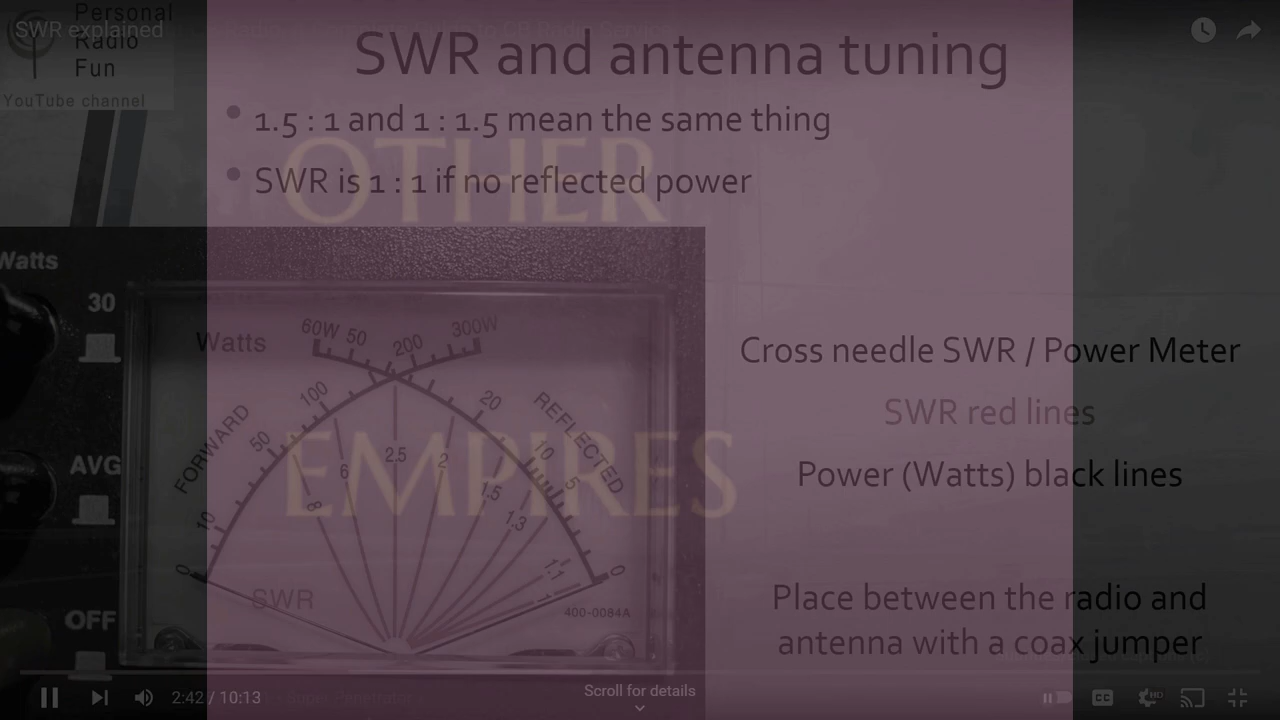 SWR explained
Personal
Radio
Fun
YouTube channel
SWR and antenna tuning
1.5 : 1 and 1 : 1.5 mean the same thing
SWR is 1 : 1 if no reflected power
OTHER
EMPIRES
Watts
30
AVG
OFF
Watts
60W 50 200 300W
100 20
FORWARD REFLECTED
50 10
5
10
0 0
8 6 2.5 2 1.5 1.3 1.1 1
SWR
400-0084A
Cross needle SWR / Power Meter
SWR red lines
Power (Watts) black lines
Place between the radio and
antenna with a coax jumper
2:42 / 10:13
Scroll for details
CC
HD